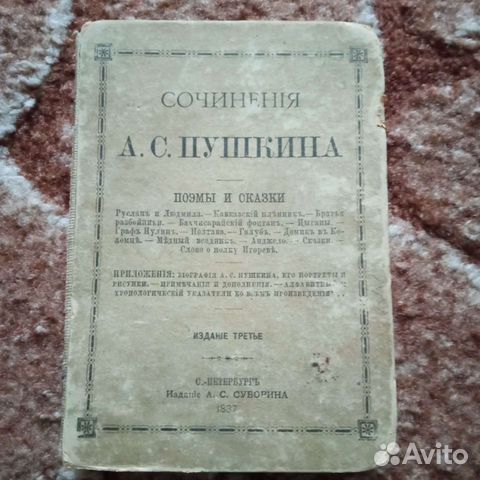 СОЧИНЕНІЯ
А. С. ПУШКИНА
ПОЭМЫ И СКАЗКИ
Русланъ и Людмила.— Кавказскій плѣнникъ.— Братья
разбойники.— Бахчисарайскій фонтанъ.— Цыганы.—
Графъ Нулинъ.—Полтава.— Галубъ.— Домикъ въ Ко-
ломнѣ.— Мѣдный всадникъ.— Анджело.— Сказки.—
Слово о полку Игоревѣ.
ПРИЛОЖЕНІЯ: БІОГРАФІЯ А. С. ПУШКИНА, ЕГО ПОРТРЕТЫ И
РИСУНКИ.— ПРИМѢЧАНІЯ И ДОПОЛНЕНІЯ.— АЛФАВИТН
ХРОНОЛОГИЧЕСКІЙ УКАЗАТЕЛИ КО ВСѢМЪ ПРОИЗВЕДЕНІЯ
ИЗДАНІЕ ТРЕТЬЕ
С.-ПЕТЕРБУРГЪ
Изданіе А. С. СУВОРИНА
1887
Avito